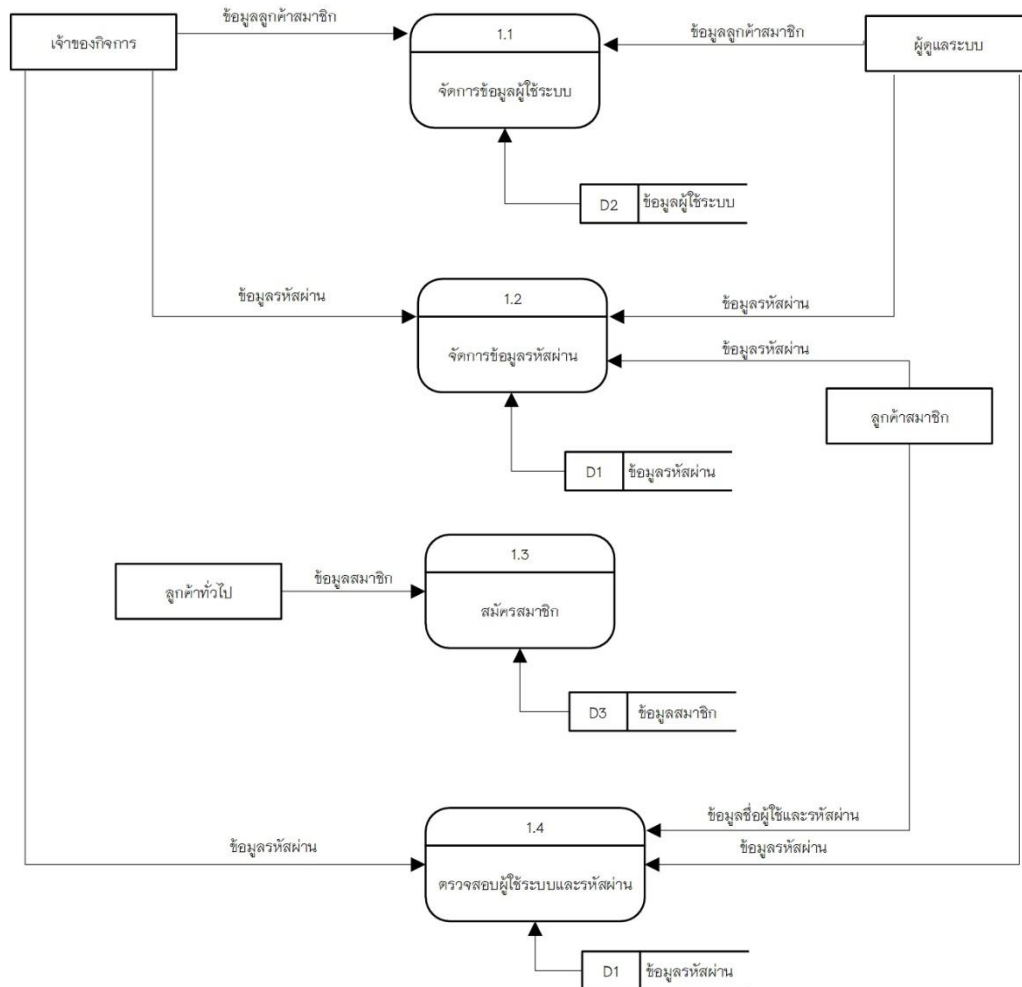 ข้อมูลลูกค้าสมาชิก
เจ้าของกิจการ
1.1
ข้อมูลลูกค้าสมาชิก
ผู้ดูแลระบบ
จัดการข้อมูลผู้ใช้ระบบ
D2
ข้อมูลผู้ใช้ระบบ
ข้อมูลรหัสผ่าน
1.2
ข้อมูลรหัสผ่าน
จัดการข้อมูลรหัสผ่าน
ข้อมูลรหัสผ่าน
ลูกค้าสมาชิก
D1
ข้อมูลรหัสผ่าน
1.3
ลูกค้าทั่วไป
ข้อมูลสมาชิก
สมัครสมาชิก
D3
ข้อมูลสมาชิก
ข้อมูลชื่อผู้ใช้และรหัสผ่าน
1.4
ข้อมูลรหัสผ่าน
ข้อมูลรหัสผ่าน
ตรวจสอบผู้ใช้ระบบและรหัสผ่าน
D1
ข้อมูลรหัสผ่าน